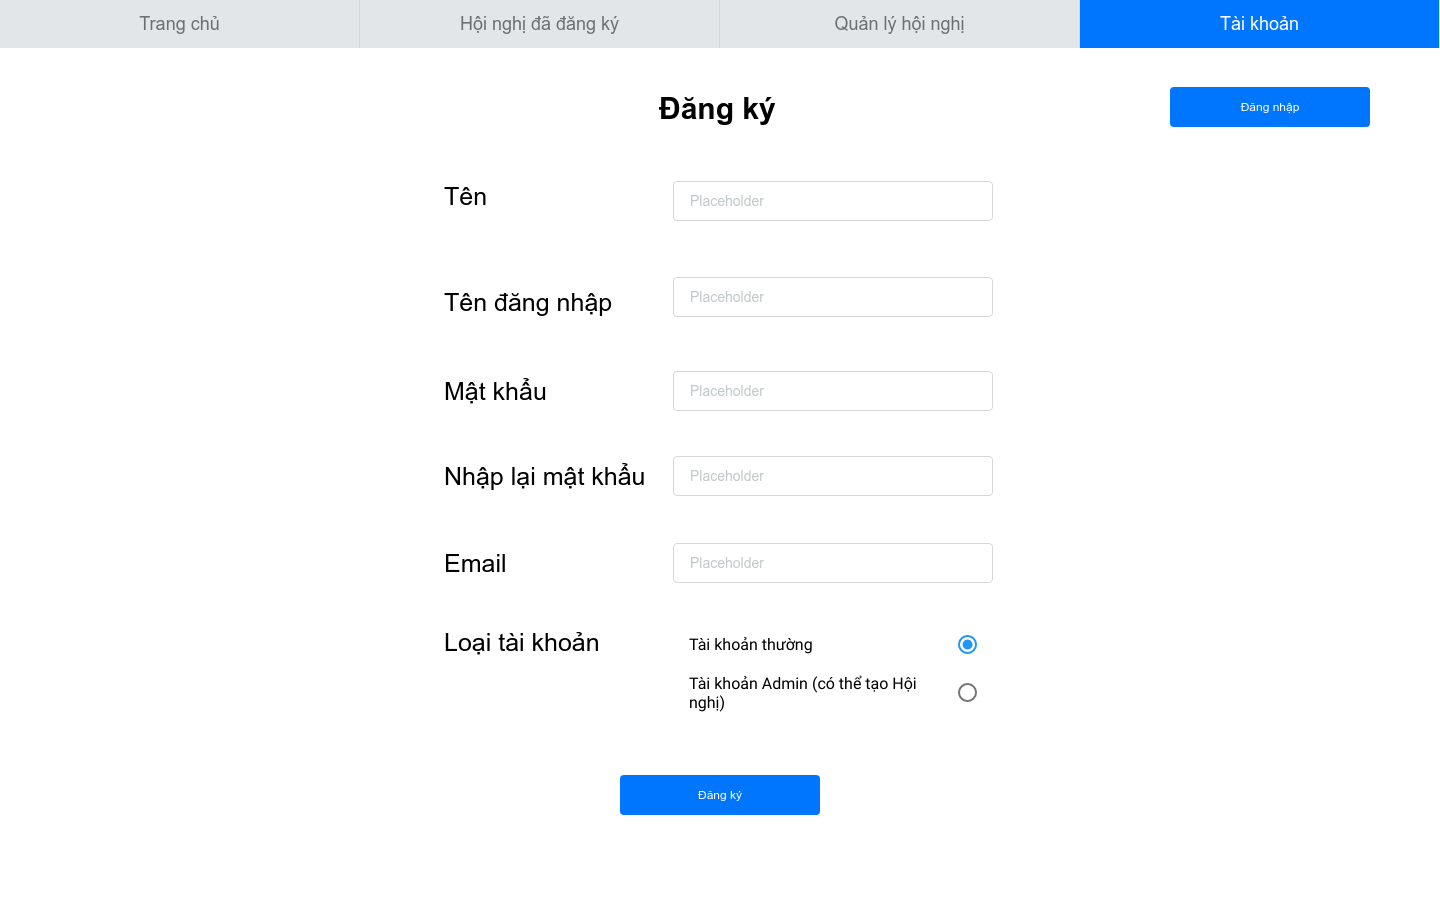 Trang chủ
Hội nghị đã đăng ký
Quản lý hội nghị
Tài khoản
Đăng ký
Đăng nhập
Tên
Placeholder
Tên đăng nhập
Placeholder
Mật khẩu
Placeholder
Nhập lại mật khẩu
Placeholder
Email
Placeholder
Loại tài khoản
Tài khoản thường
Tài khoản Admin (có thể tạo Hội
nghị)
Đăng ký